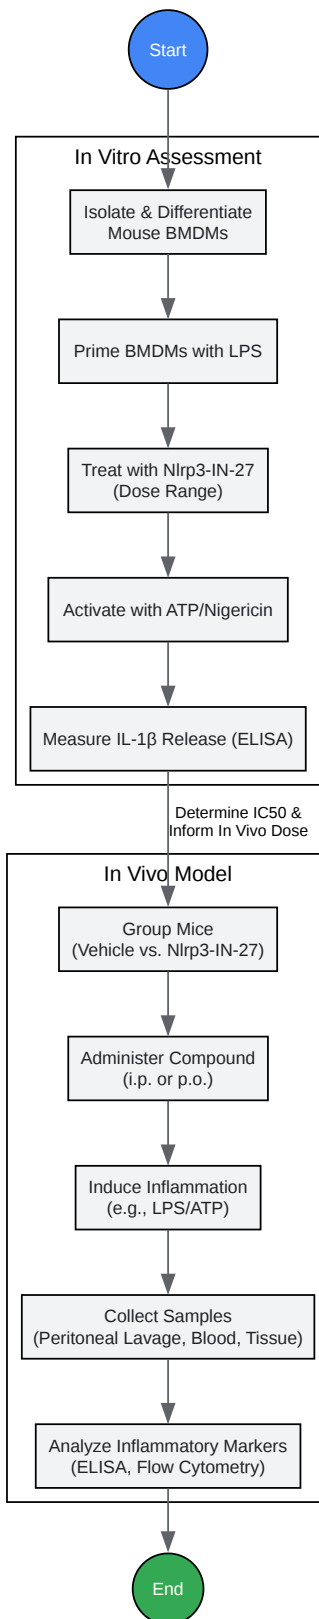 Start
In Vitro Assessment
Isolate & Differentiate
Mouse BMDMs
Prime BMDMs with LPS
Treat with Nlrp3-IN-27
(Dose Range)
Activate with ATP/Nigericin
Measure IL-1β Release (ELISA)
Determine IC50 &
Inform In Vivo Dose
In Vivo Model
Group Mice
(Vehicle vs. Nlrp3-IN-27)
Administer Compound
(i.p. or p.o.)
Induce Inflammation
(e.g., LPS/ATP)
Collect Samples
(Peritoneal Lavage, Blood, Tissue)
Analyze Inflammatory Markers
(ELISA, Flow Cytometry)
End